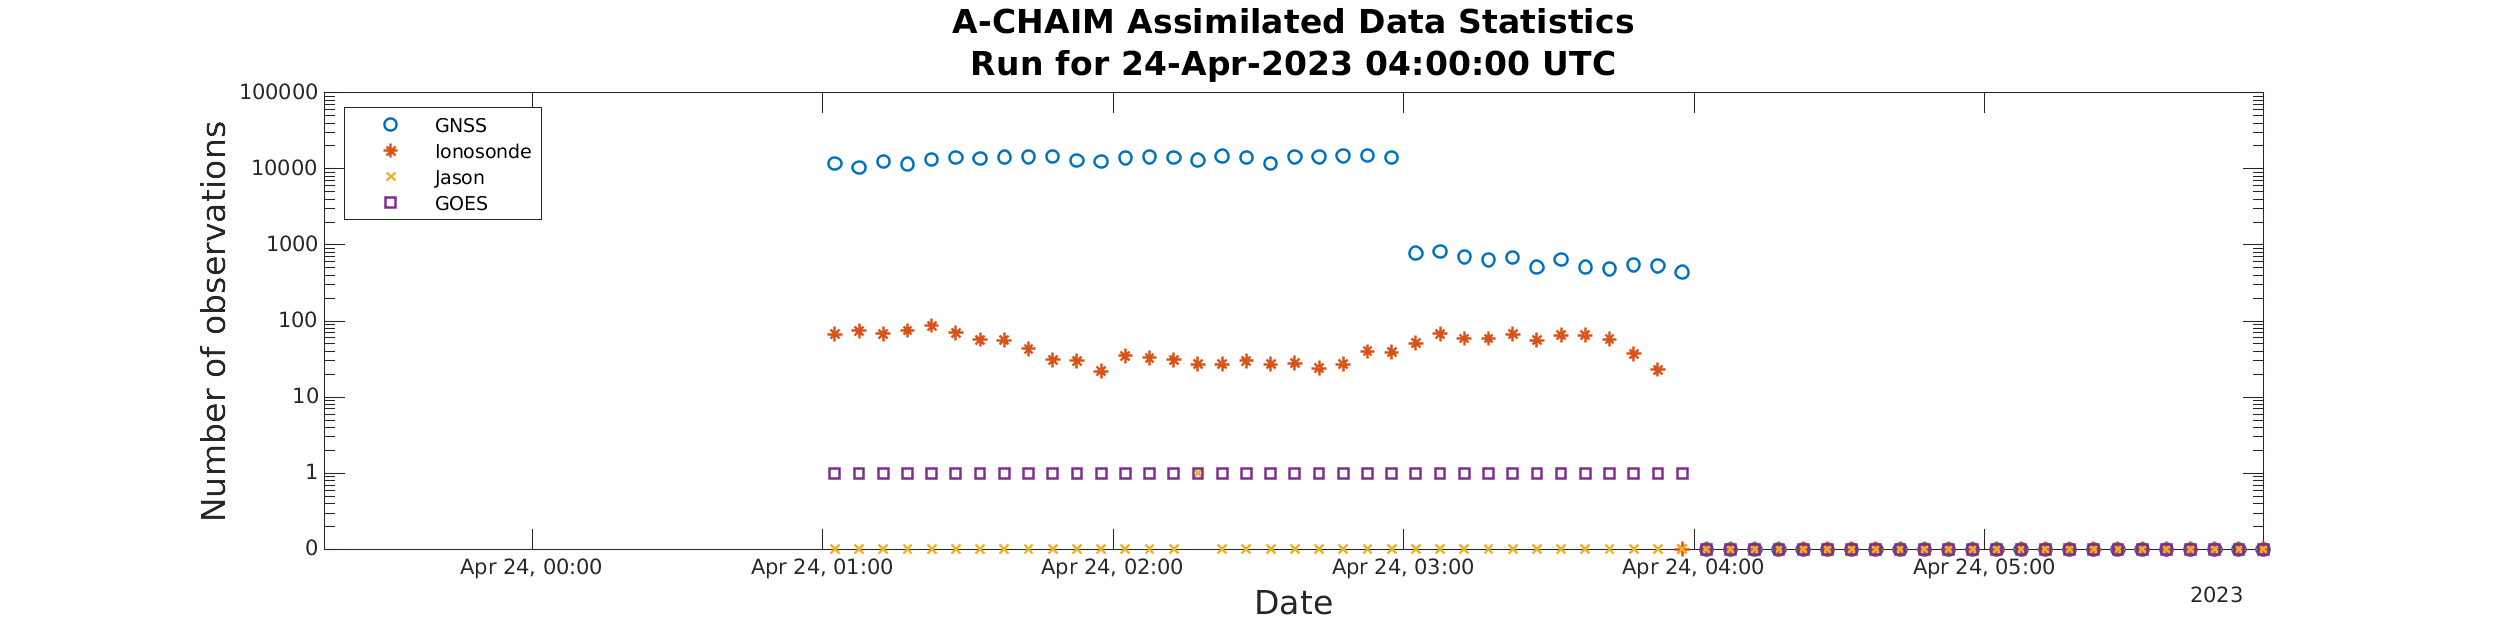 A-CHAIM Assimilated Data Statistics
Run for 24-Apr-2023 04:00:00 UTC
Number of observations
100000
10000
1000
100
10
1
0
GNSS
Ionosonde
Jason
GOES
Apr 24, 00:00
Apr 24, 01:00
Apr 24, 02:00
Apr 24, 03:00
Apr 24, 04:00
Apr 24, 05:00
2023
Date